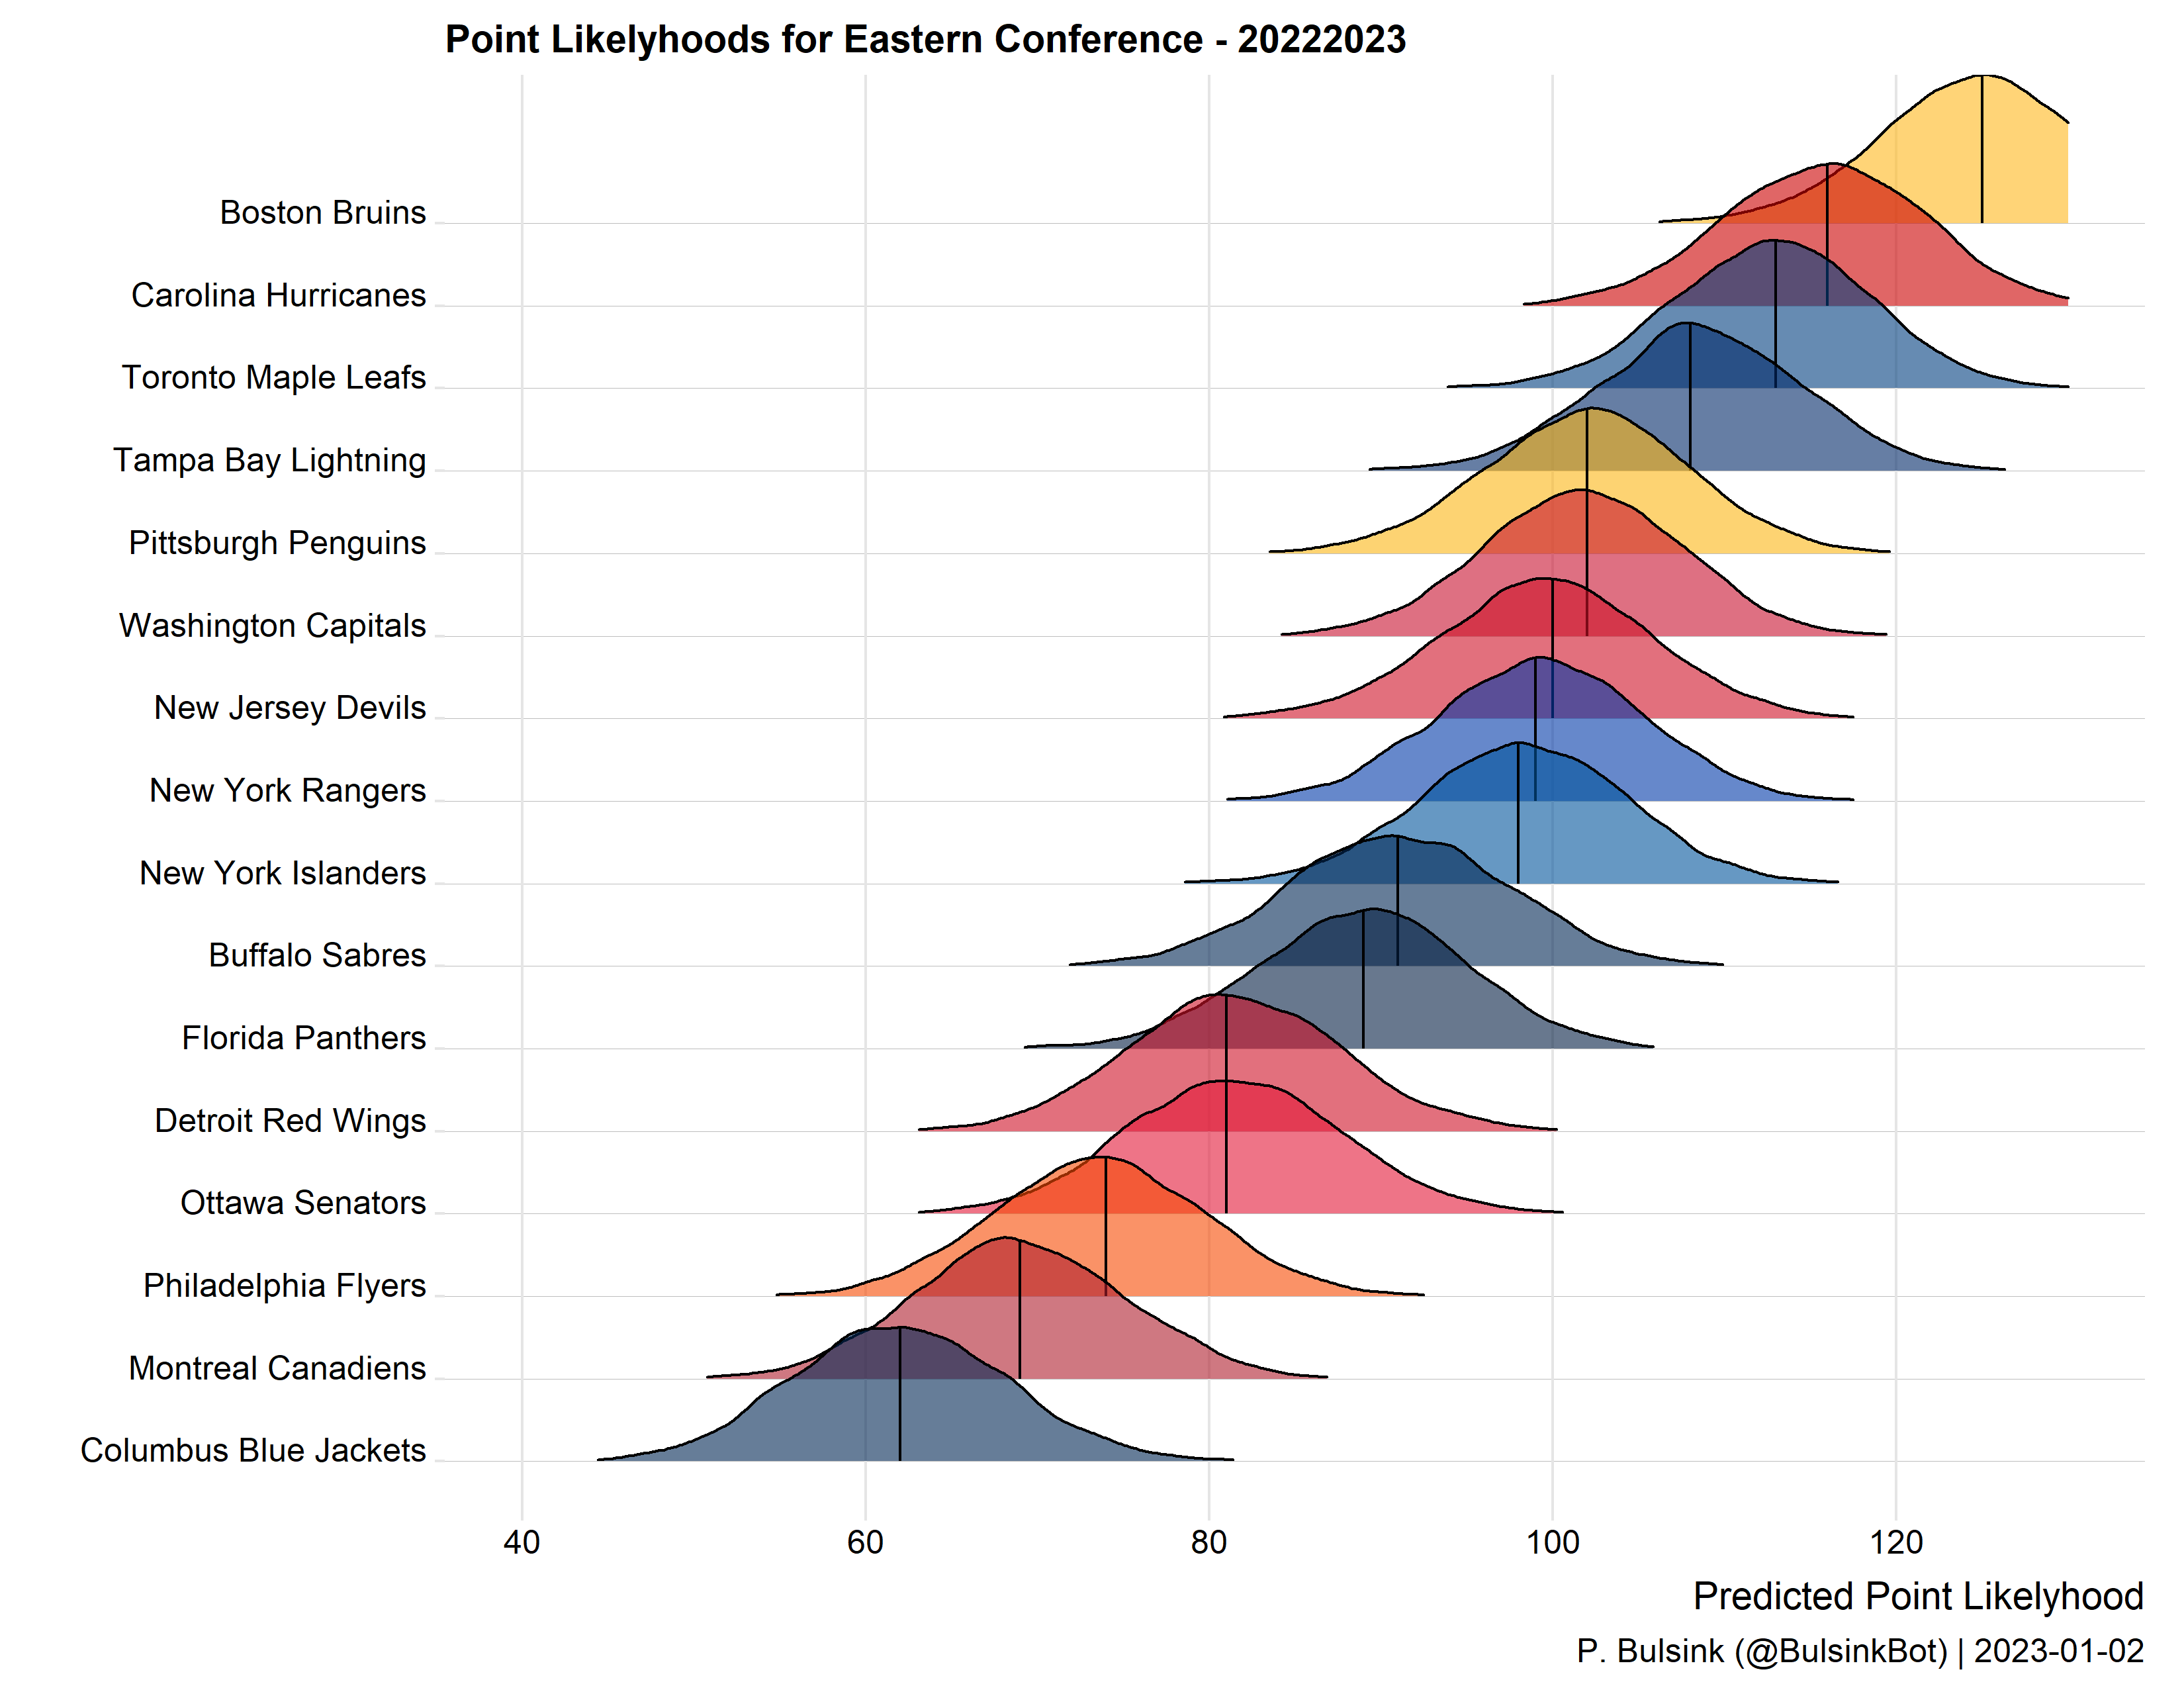 Point Likelyhoods for Eastern Conference - 20222023
Boston Bruins
Carolina Hurricanes
Toronto Maple Leafs
Tampa Bay Lightning
Pittsburgh Penguins
Washington Capitals
New Jersey Devils
New York Rangers
New York Islanders
Buffalo Sabres
Florida Panthers
Detroit Red Wings
Ottawa Senators
Philadelphia Flyers
Montreal Canadiens
Columbus Blue Jackets
40 60 80 100 120
Predicted Point Likelyhood
P. Bulsink (@BulsinkBot) | 2023-01-02